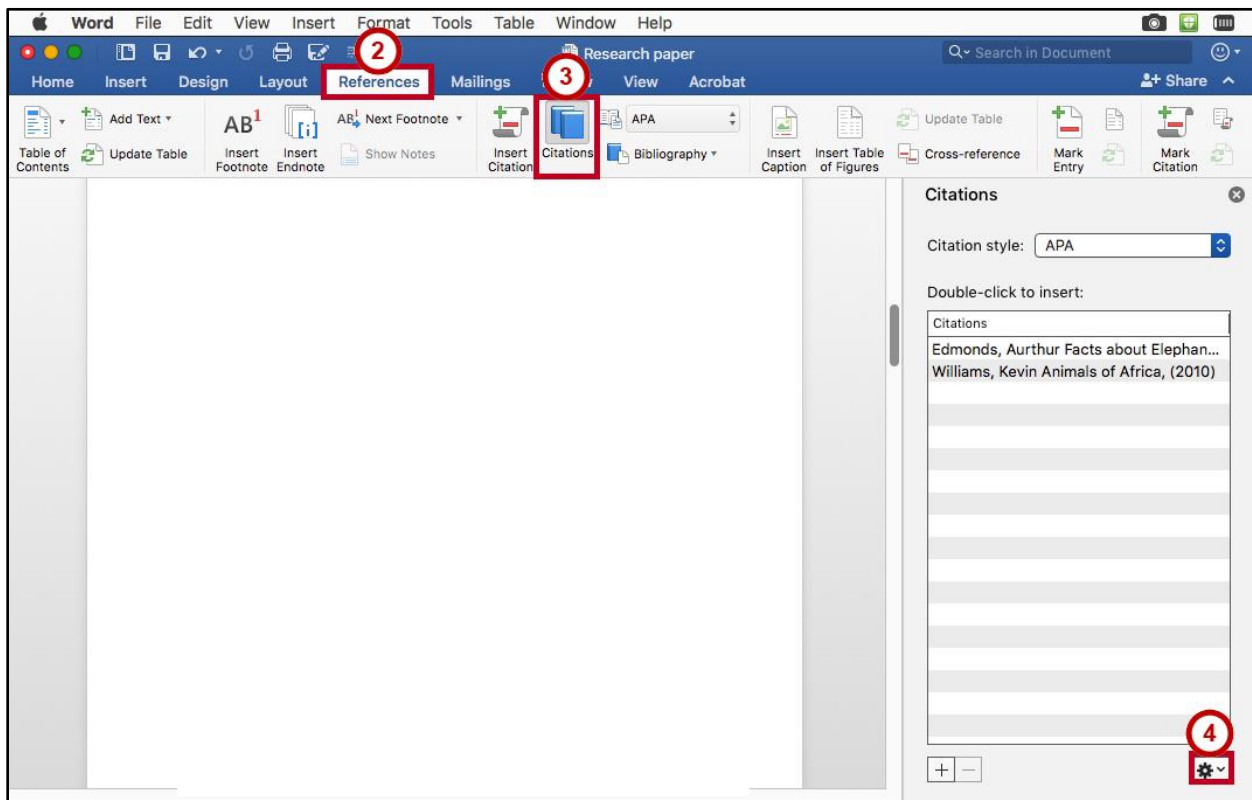 Word File Edit View Insert Format Tools Table Window Help
2
Research paper
Search in Document
3
Home Insert Design Layout References Mailings View Acrobat
Share
Table of Contents
Add Text
Update Table
AB1
Insert Footnote
[i]
Insert Endnote
AB1 Next Footnote
Show Notes
Insert Citation
Citations
APA
Bibliography
Insert Caption
Insert Table of Figures
Update Table
Cross-reference
Mark Entry
Mark Citation
Citations
Citation style: APA
Double-click to insert:
Citations
Edmonds, Aurthur Facts about Elephan...
Williams, Kevin Animals of Africa, (2010)
4